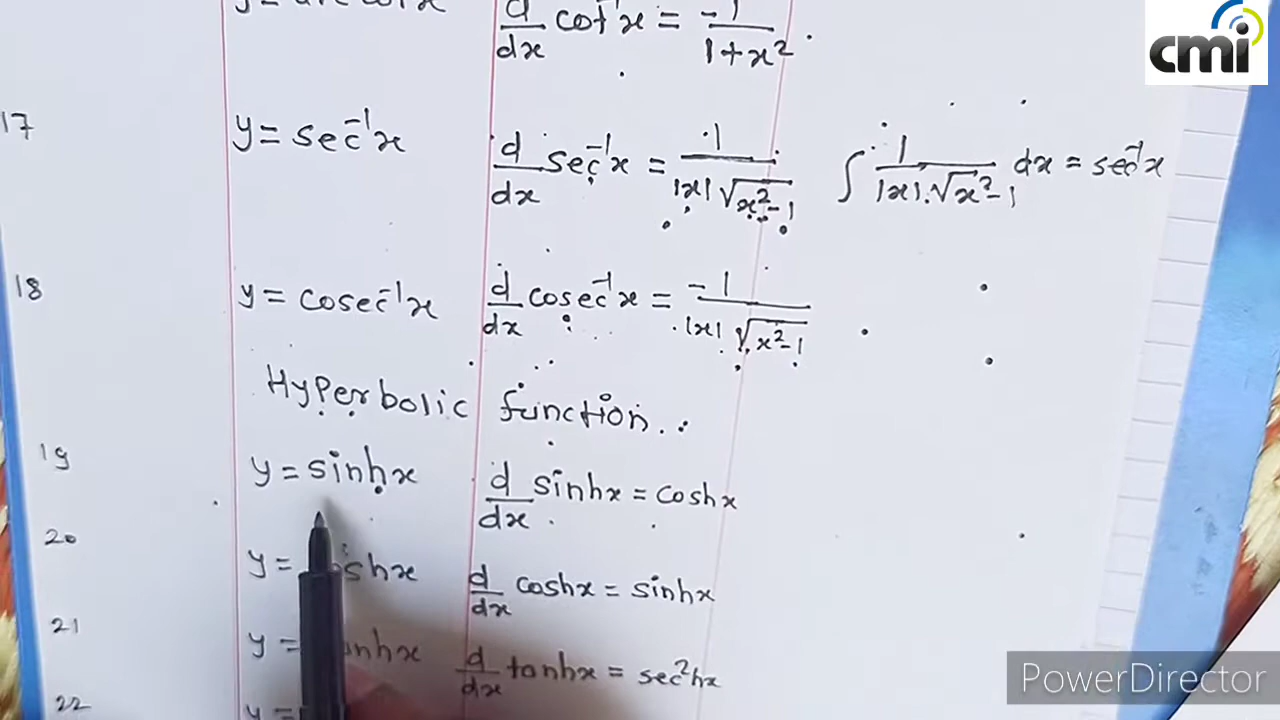 d/dx cot⁻¹x = -1/1+x².
cmi
17 y = sec⁻¹x d/dx sec⁻¹x = 1/|x|√x²-1 ∫ 1/|x|.√x²-1 dx = sec⁻¹x
18 y = cosec⁻¹x d/dx cosec⁻¹x = -1/|x|√x²-1
Hyperbolic function..
19 y = sinhx d/dx sinhx = coshx
20 y = coshx d/dx coshx = sinhx
21 y = tanhx d/dx tanhx = sec²hx
22 y =
PowerDirector